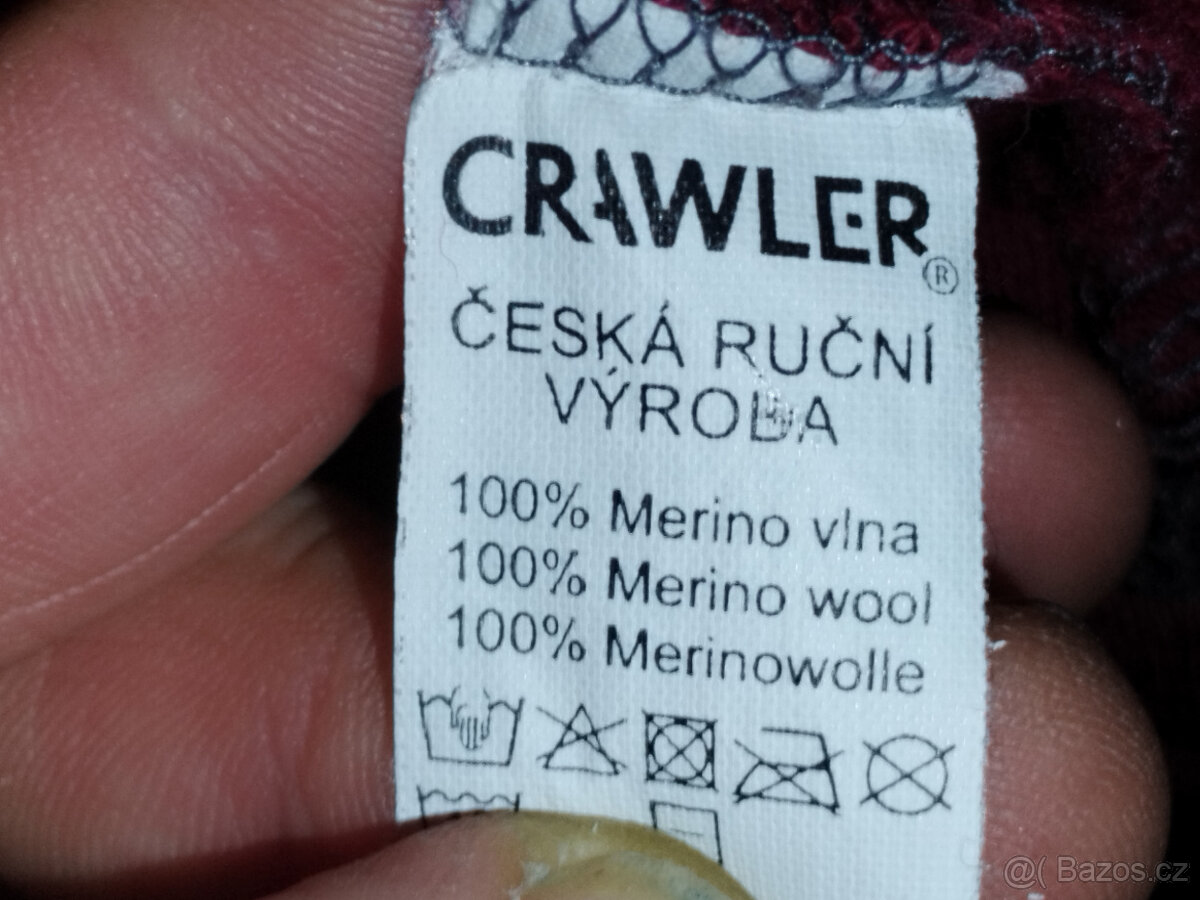 CRAWLER®
ČESKÁ RUČNÍ
VÝROBA
100% Merino vlna
100% Merino wool
100% Merinowolle
@( Bazos.cz